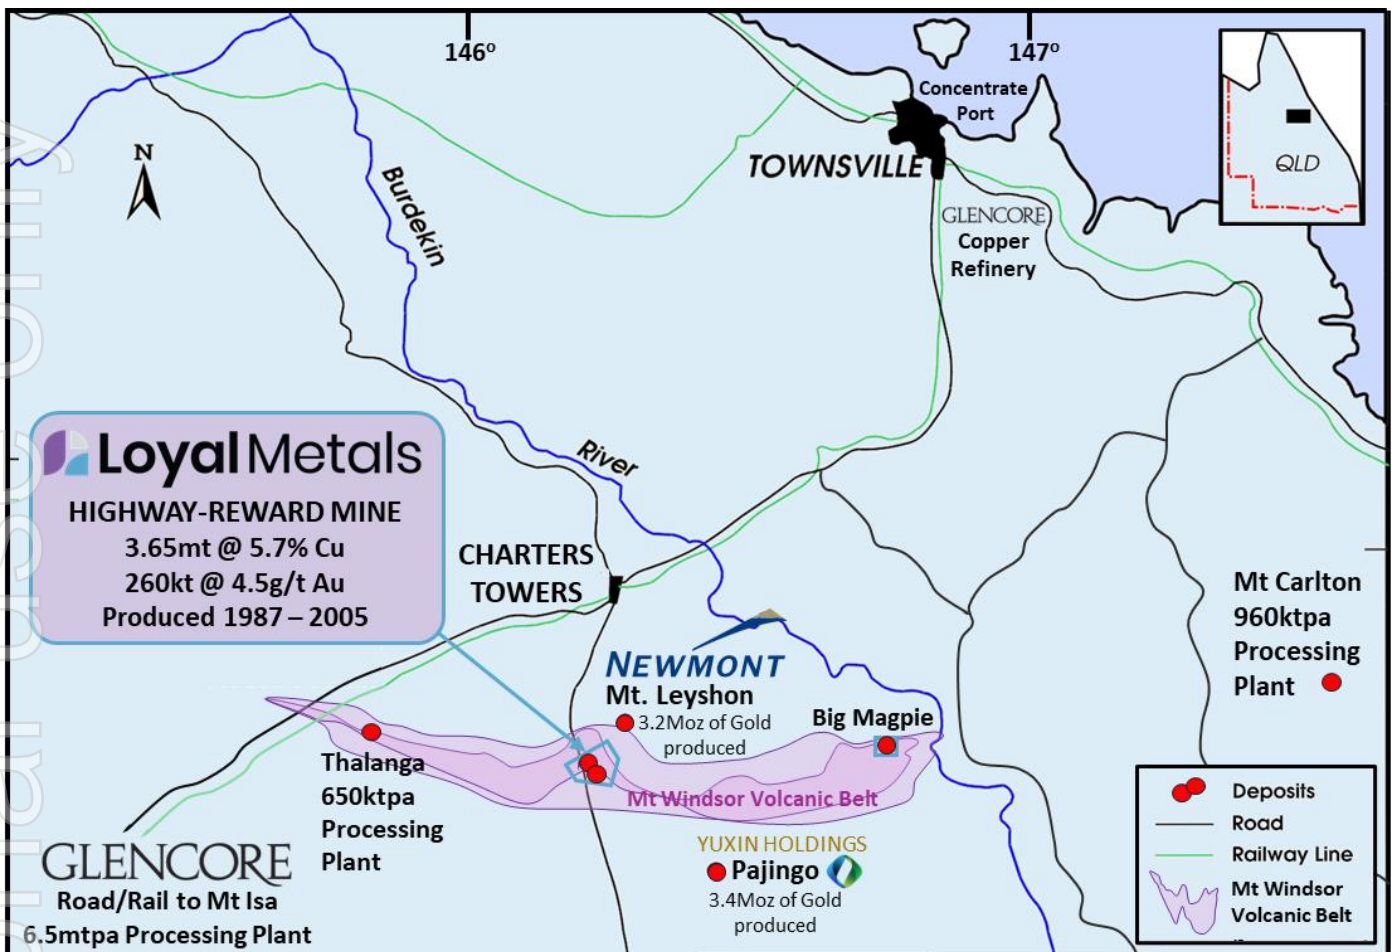 146°
147°
Concentrate
Port
N
TOWNSVILLE
QLD
Burdekin
GLENCORE
Copper
Refinery
Loyal Metals
HIGHWAY-REWARD MINE
3.65mt @ 5.7% Cu
260kt @ 4.5g/t Au
Produced 1987 – 2005
River
CHARTERS
TOWERS
Mt Carlton
960ktpa
Processing
Plant
NEWMONT
Mt. Leyshon
3.2Moz of Gold
produced
Big Magpie
Thalanga
650ktpa
Processing
Plant
Mt Windsor Volcanic Belt
YUXIN HOLDINGS
Pajingo
3.4Moz of Gold
produced
GLENCORE
Road/Rail to Mt Isa
6.5mtpa Processing Plant
Deposits
Road
Railway Line
Mt Windsor
Volcanic Belt